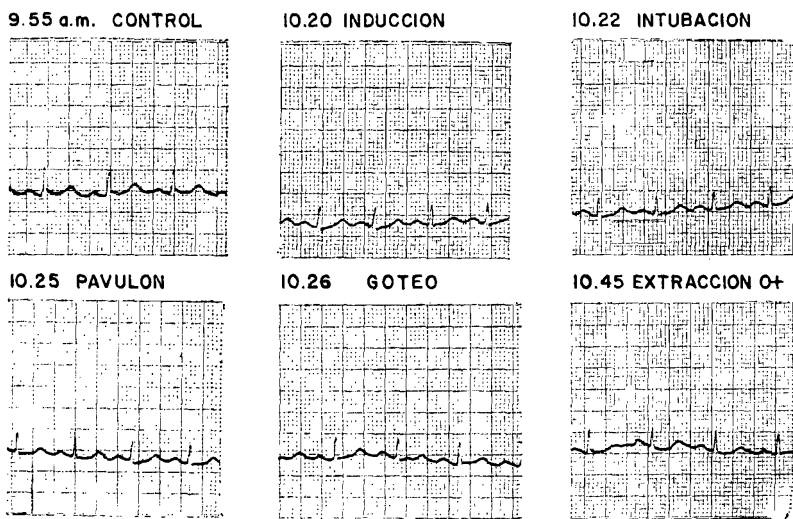 9.55 a.m. CONTROL
10.20 INDUCCION
10.22 INTUBACION
10.25 PAVULON
10.26 GOTEO
10.45 EXTRACCION O+